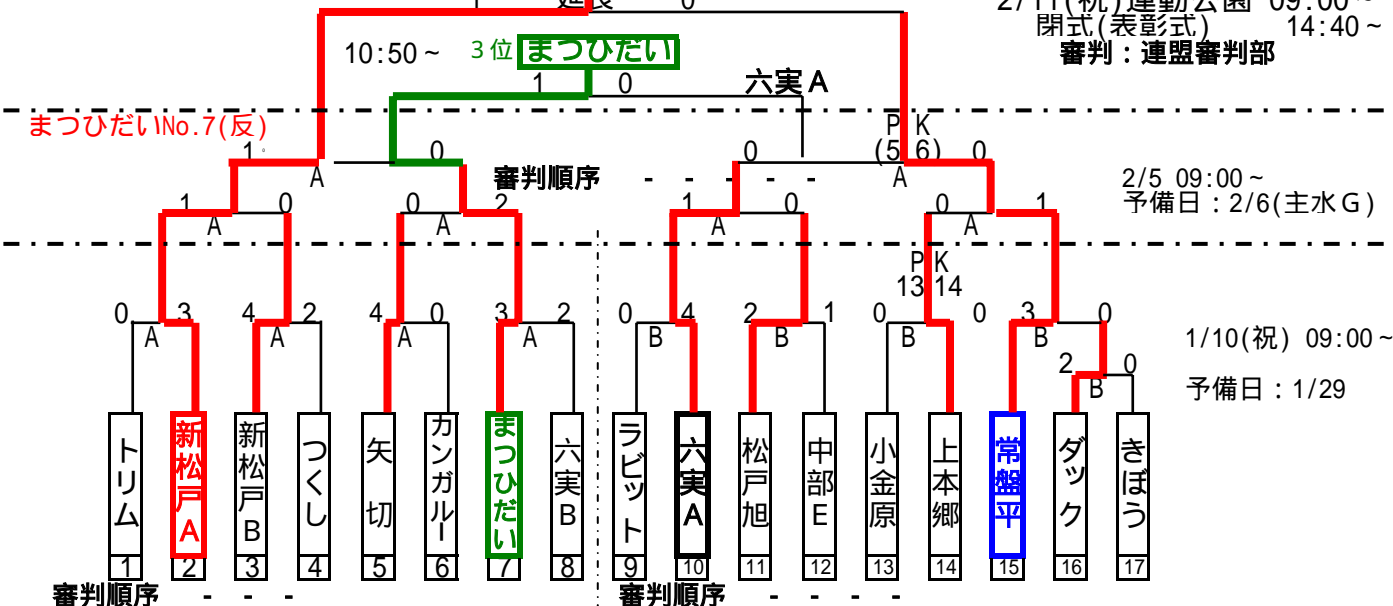 1 延長 0
2/11(祝)運動公園 09:00~
閉式(表彰式) 14:40~
審判：連盟審判部
10:50~ 3位 まつひだい
1 0 六実A
まつひだいNo.7(反)
1 0 0 PK (5 6) 0
A A
審判順序 - - - - -
2/5 09:00~
予備日：2/6(主水G)
1 0 0 2 1 0 0 1
A A A A
PK
13 14
0 3 4 2 4 0 3 2 0 4 2 1 0 0 3 0
A A A A B B B B
1/10(祝) 09:00~
2 0
B
予備日：1/29
トリム
新松戸A
新松戸B
つくし
矢切
カンガルー
まつひだい
六実B
ラビット
六実A
松戸旭
中部E
小金原
上本郷
常盤平
ダック
きぼう
1 2 3 4 5 6 7 8 9 10 11 12 13 14 15 16 17
審判順序 - - - 審判順序 - - - -